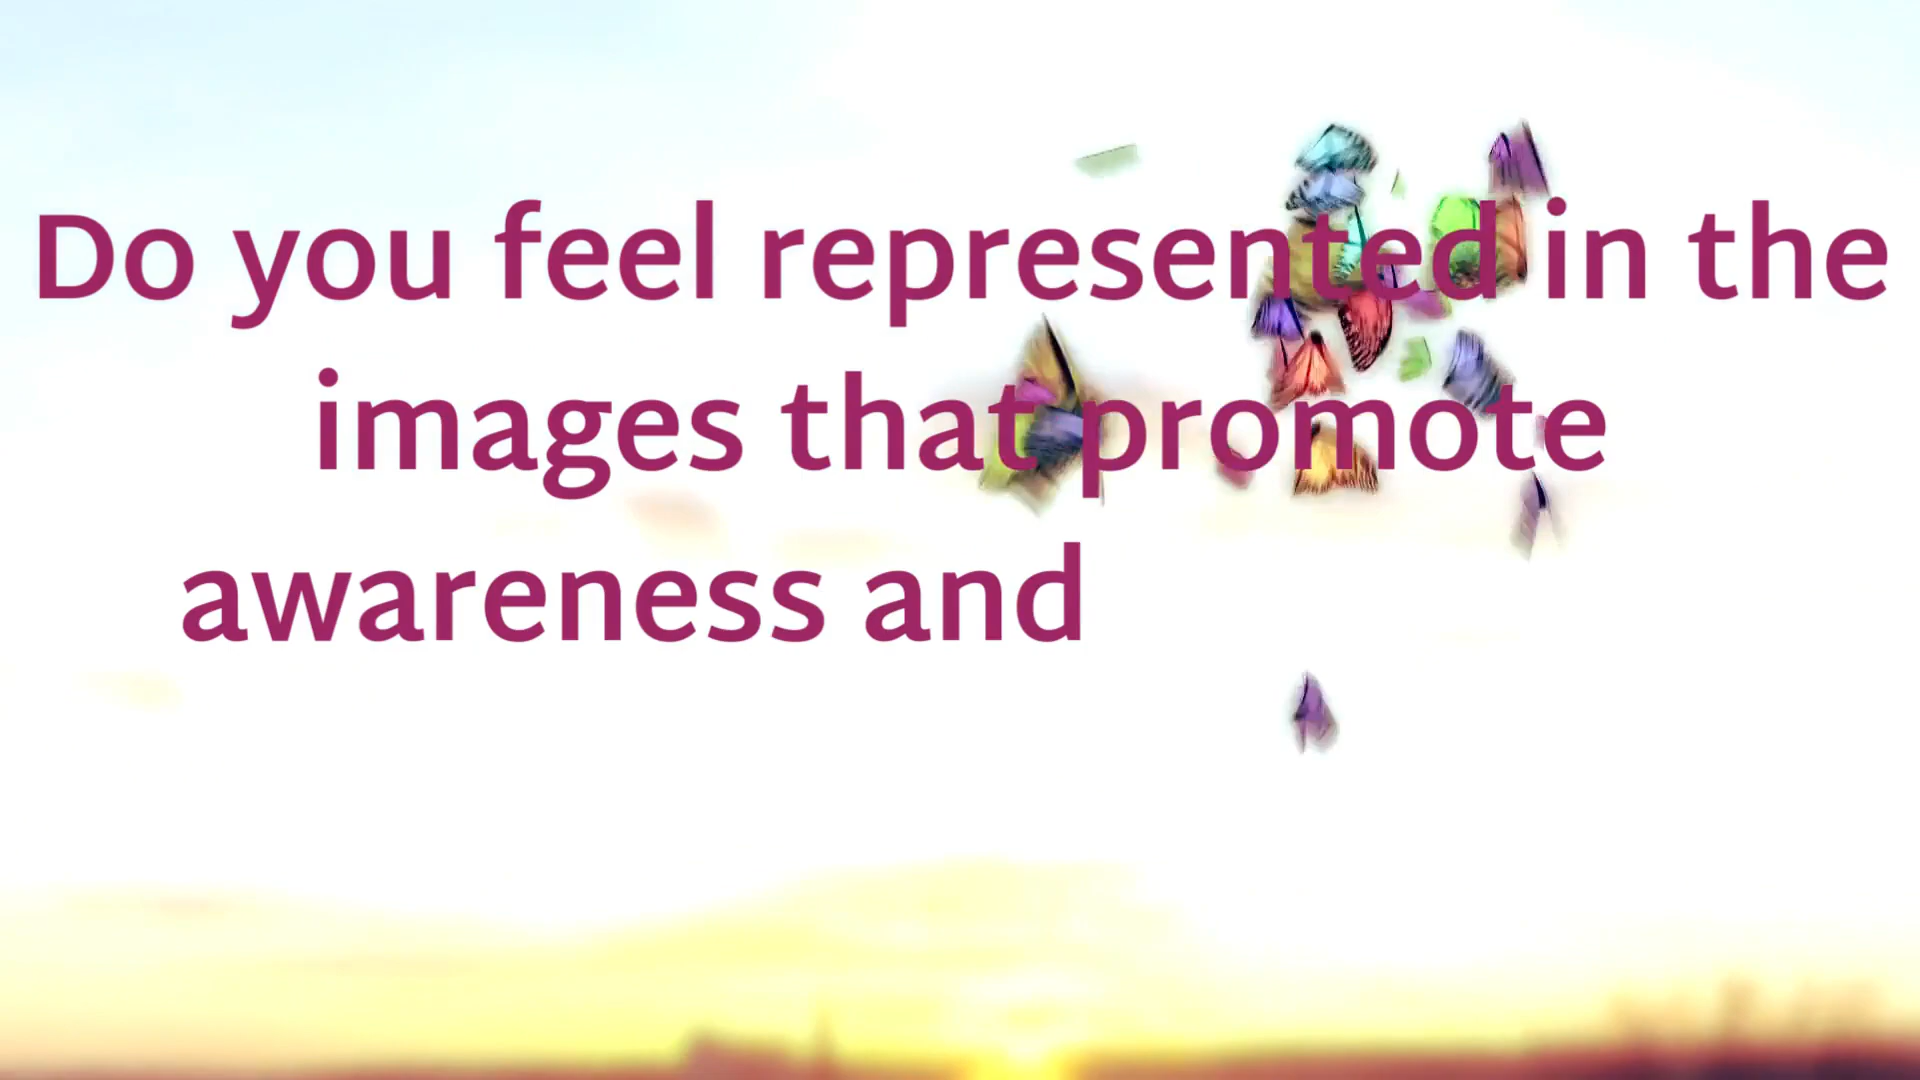 Do you feel represented in the
images that promote
awareness and